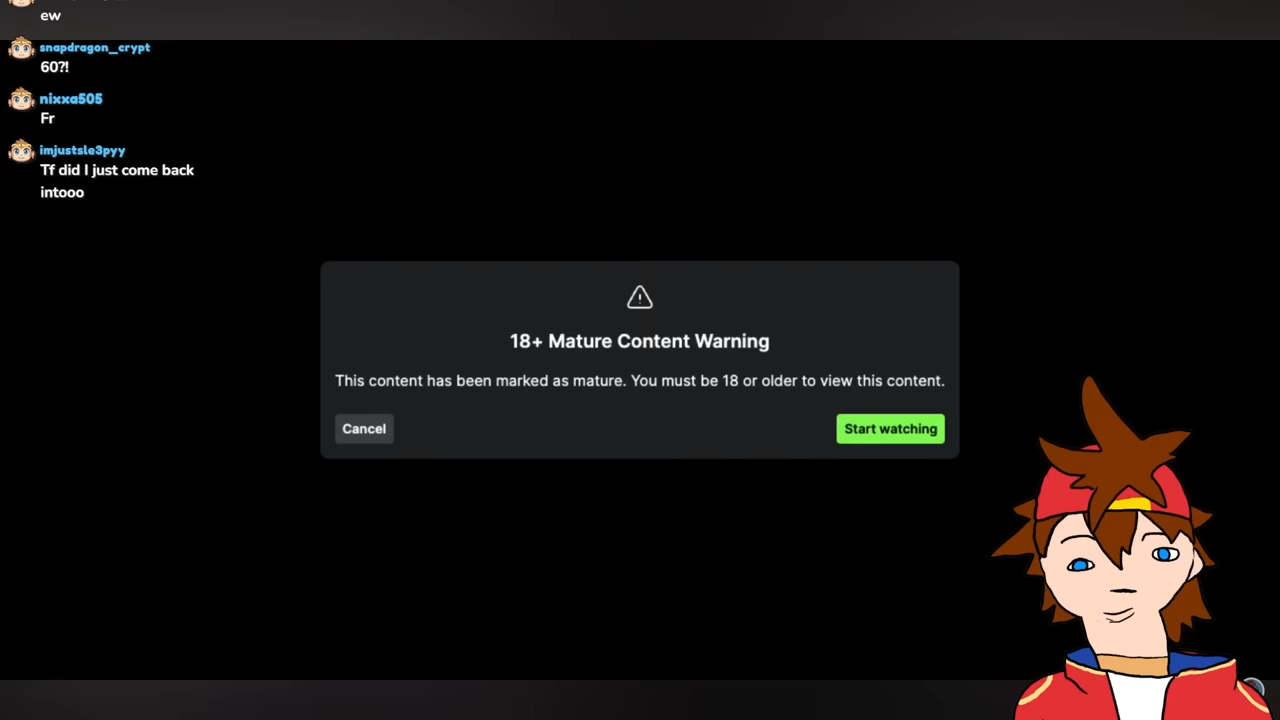 ew
snapdragon_crypt
60?!
nixxa505
Fr
imjustsle3pyy
Tf did I just come back
intooo
18+ Mature Content Warning
This content has been marked as mature. You must be 18 or older to view this content.
Cancel
Start watching